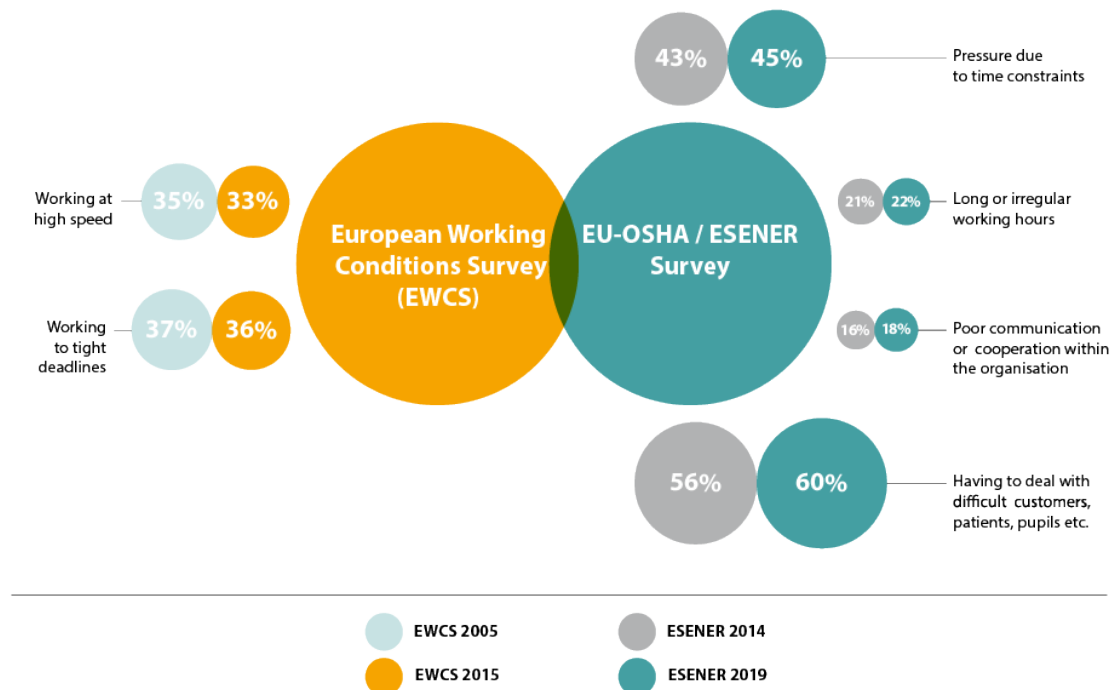 43%
45%
Pressure due
to time constraints
Working at
high speed
35%
33%
European Working
Conditions Survey
(EWCS)
EU-OSHA / ESENER
Survey
21%
22%
Long or irregular
working hours
Working
to tight
deadlines
37%
36%
16%
18%
Poor communication
or cooperation within
the organisation
56%
60%
Having to deal with
difficult customers,
patients, pupils etc.
EWCS 2005
ESENER 2014
EWCS 2015
ESENER 2019